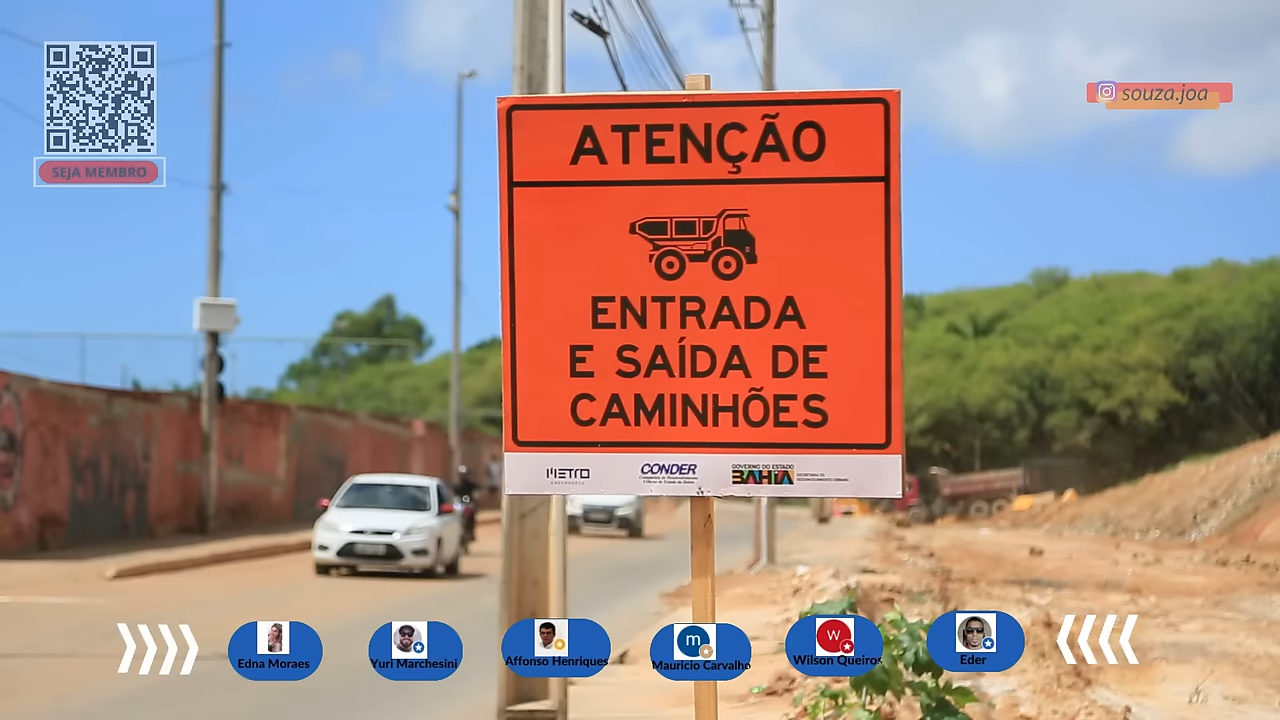 souza.joa
SEJA MEMBRO
ATENÇÃO
ENTRADA
E SAÍDA DE
CAMINHÕES
METRO
ENGENHARIA
CONDER
GOVERNO DO ESTADO
BAHIA
Edna Moraes
Yuri Marchesini
Affonso Henriques
m
Mauricio Carvalho
W
Wilson Queiros
Eder